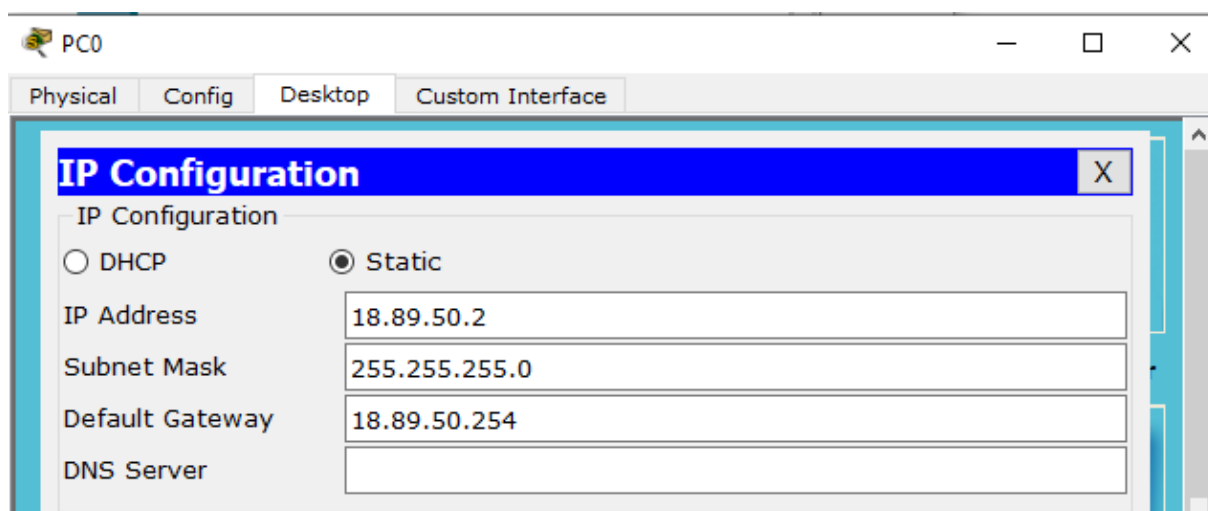 PC0
Physical Config Desktop Custom Interface
IP Configuration X
IP Configuration
DHCP Static
IP Address 18.89.50.2
Subnet Mask 255.255.255.0
Default Gateway 18.89.50.254
DNS Server